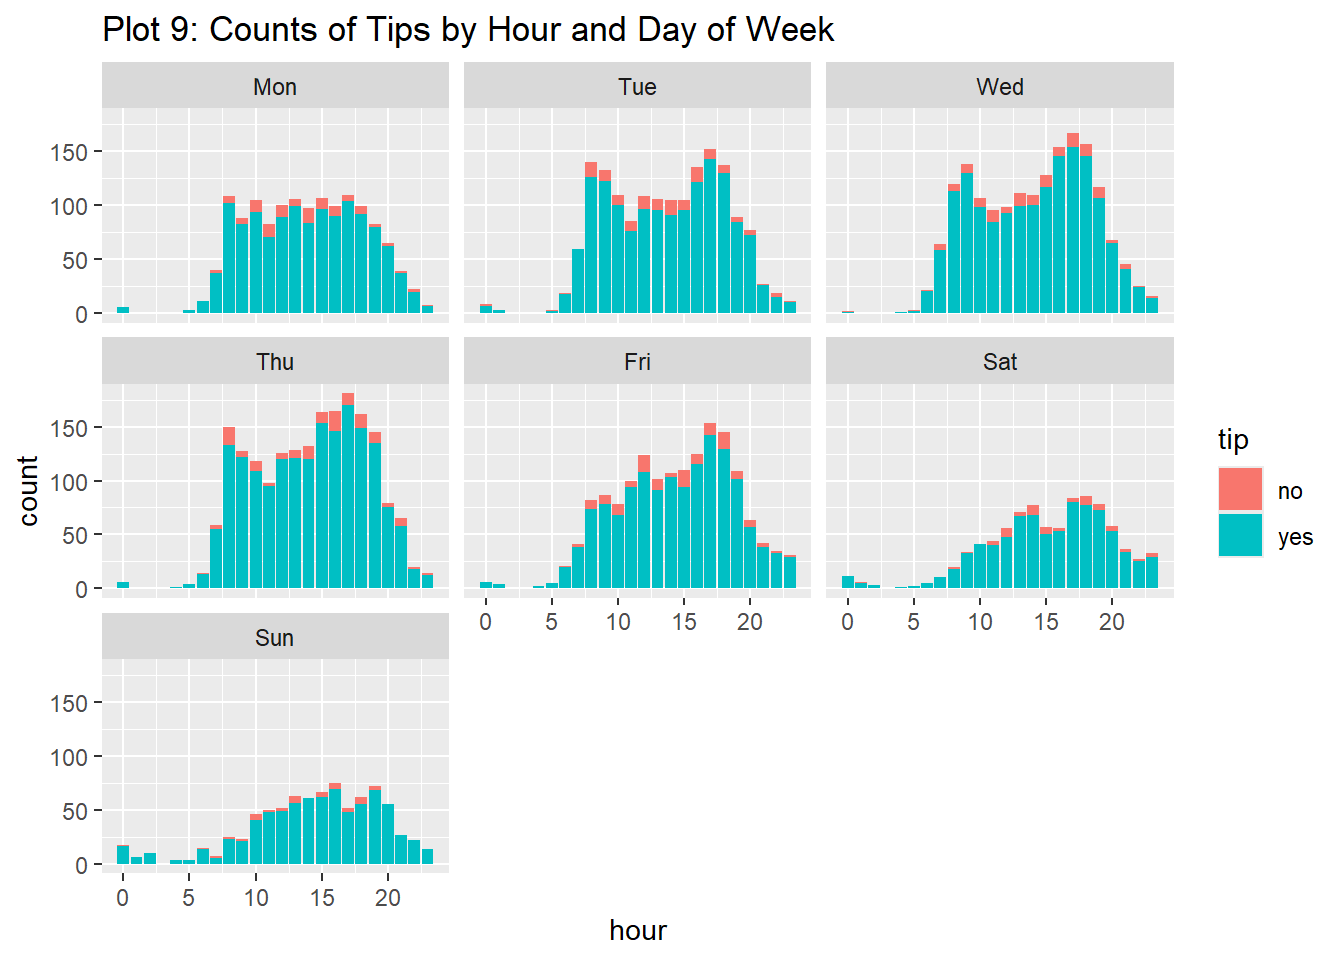 Plot 9: Counts of Tips by Hour and Day of Week
Mon
Tue
Wed
150
100
50
0
Thu
Fri
Sat
150
100
50
0
0 5 10 15 20
0 5 10 15 20
Sun
150
100
50
0
0 5 10 15 20
count
hour
tip
no
yes